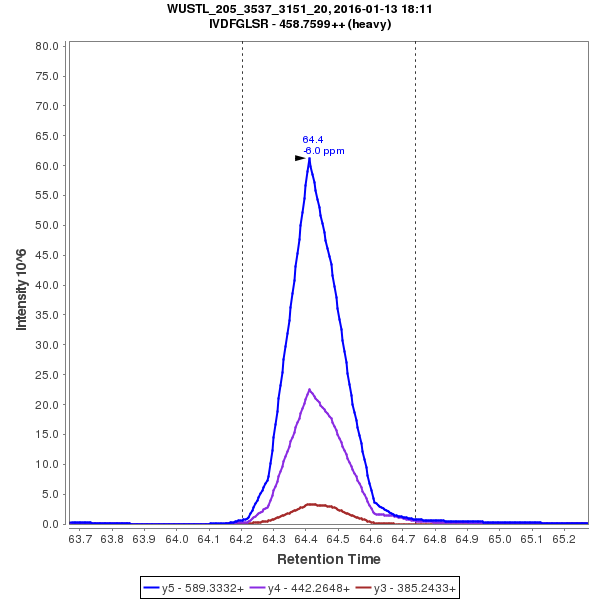 WUSTL_205_3537_3151_20, 2016-01-13 18:11
IVDFGLSR - 458.7599++ (heavy)
80.0
75.0
70.0
65.0
60.0
55.0
50.0
45.0
40.0
35.0
30.0
25.0
20.0
15.0
10.0
5.0
0.0
Intensity 10^6
64.4
-6.0 ppm
63.7 63.8 63.9 64.0 64.1 64.2 64.3 64.4 64.5 64.6 64.7 64.8 64.9 65.0 65.1 65.2
Retention Time
y5 - 589.3332+ y4 - 442.2648+ y3 - 385.2433+